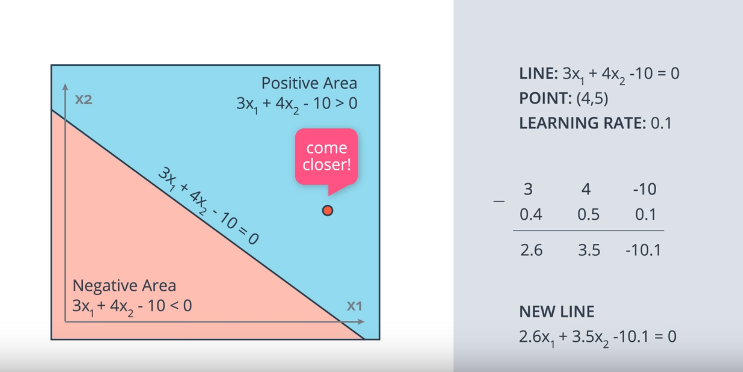 Positive Area
3x₁ + 4x₂ - 10 > 0
X2
come
closer!
3x₁ + 4x₂ - 10 = 0
Negative Area
3x₁ + 4x₂ - 10 < 0
X1
LINE: 3x₁ + 4x₂ -10 = 0
POINT: (4,5)
LEARNING RATE: 0.1
3 4 -10
— 0.4 0.5 0.1
2.6 3.5 -10.1
NEW LINE
2.6x₁ + 3.5x₂ -10.1 = 0